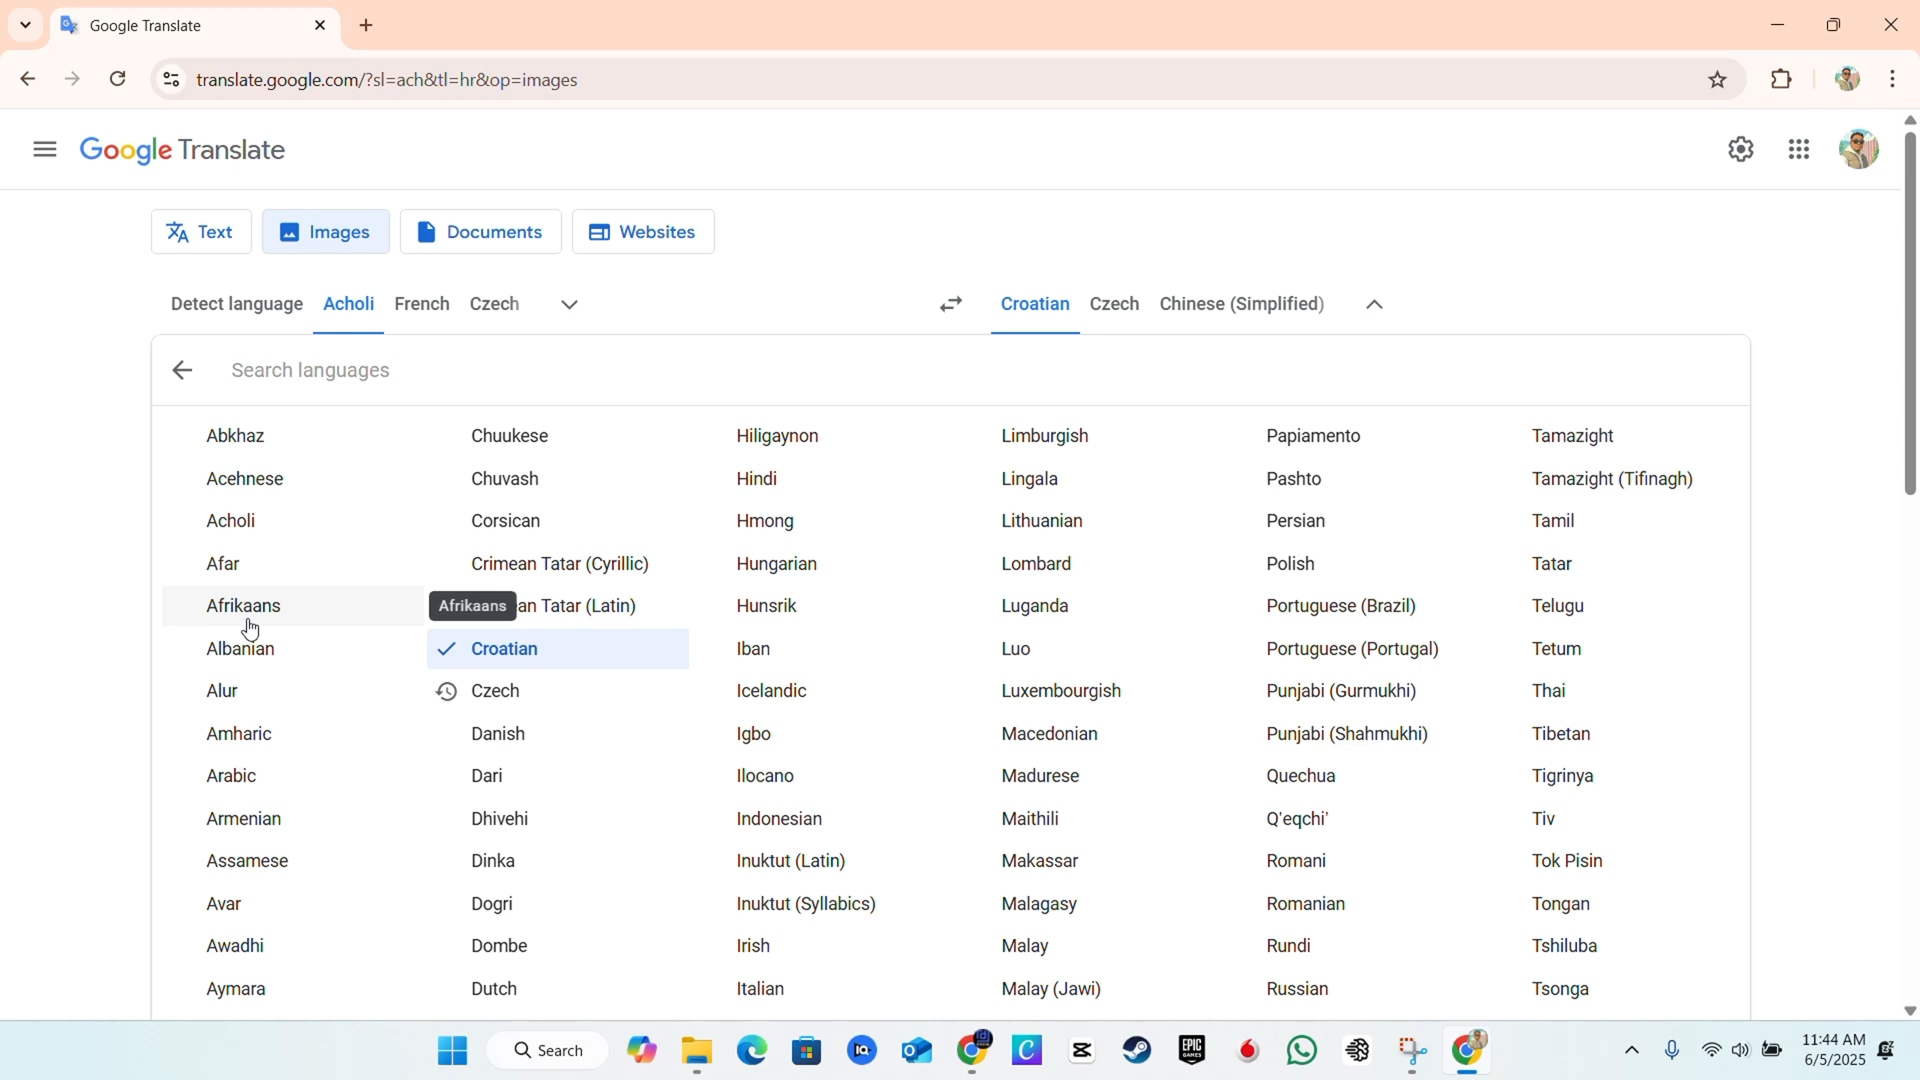 Google Translate
translate.google.com/?sl=ach&tl=hr&op=images
Google Translate
Text Images Documents Websites
Detect language Acholi French Czech Croatian Czech Chinese (Simplified)
Search languages
Abkhaz Chuukese Hiligaynon Limburgish Papiamento Tamazight
Acehnese Chuvash Hindi Lingala Pashto Tamazight (Tifinagh)
Acholi Corsican Hmong Lithuanian Persian Tamil
Afar Crimean Tatar (Cyrillic) Hungarian Lombard Polish Tatar
Afrikaans Afrikaans an Tatar (Latin) Hunsrik Luganda Portuguese (Brazil) Telugu
Albanian Croatian Iban Luo Portuguese (Portugal) Tetum
Alur Czech Icelandic Luxembourgish Punjabi (Gurmukhi) Thai
Amharic Danish Igbo Macedonian Punjabi (Shahmukhi) Tibetan
Arabic Dari Ilocano Madurese Quechua Tigrinya
Armenian Dhivehi Indonesian Maithili Q'eqchi' Tiv
Assamese Dinka Inuktut (Latin) Makassar Romani Tok Pisin
Avar Dogri Inuktut (Syllabics) Malagasy Romanian Tongan
Awadhi Dombe Irish Malay Rundi Tshiluba
Aymara Dutch Italian Malay (Jawi) Russian Tsonga
Search EPIC GAMES 11:44 AM
6/5/2025